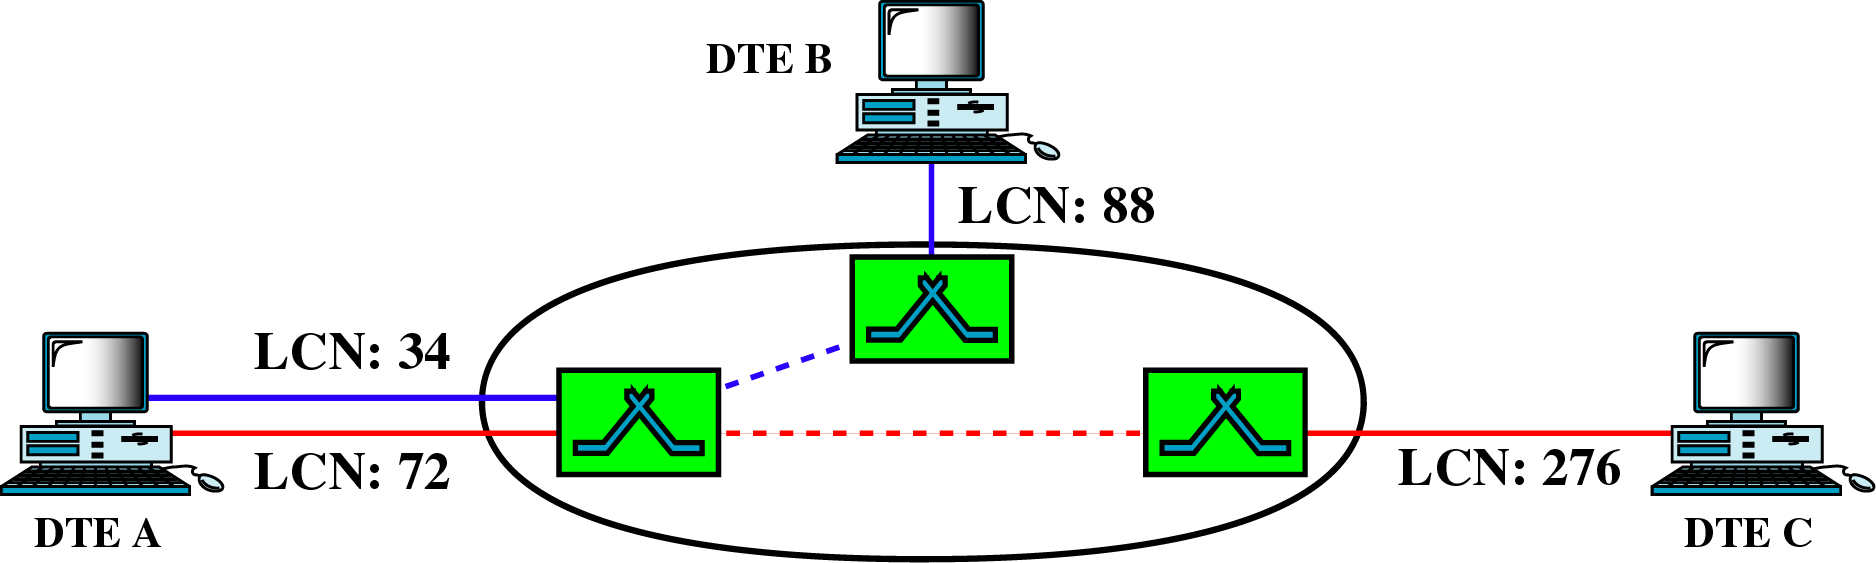 DTE B
LCN: 88
LCN: 34
LCN: 72
LCN: 276
DTE A
DTE C